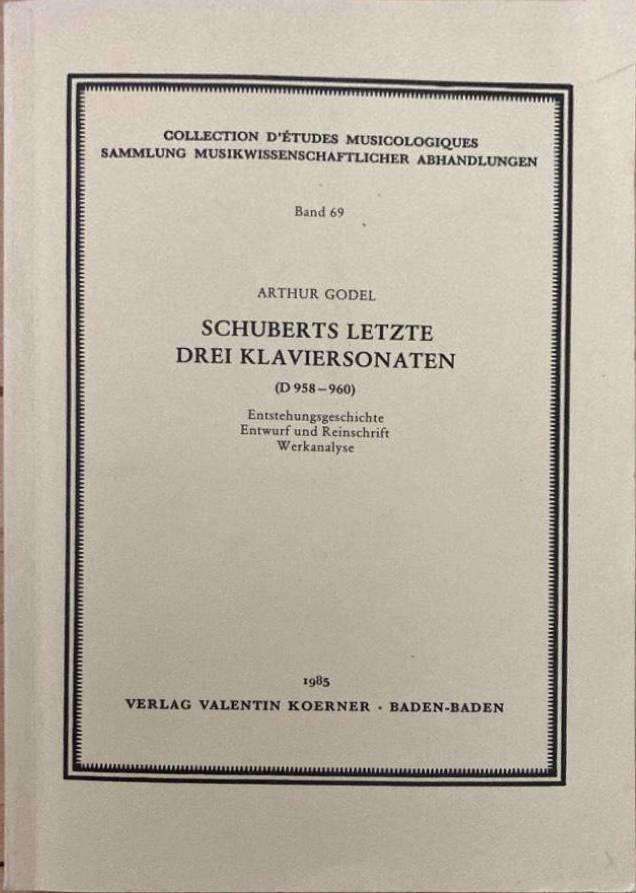 COLLECTION D'ÉTUDES MUSICOLOGIQUES
SAMMLUNG MUSIKWISSENSCHAFTLICHER ABHANDLUNGEN
Band 69
ARTHUR GODEL
SCHUBERTS LETZTE
DREI KLAVIERSONATEN
(D 958–960)
Entstehungsgeschichte
Entwurf und Reinschrift
Werkanalyse
1985
VERLAG VALENTIN KOERNER · BADEN-BADEN